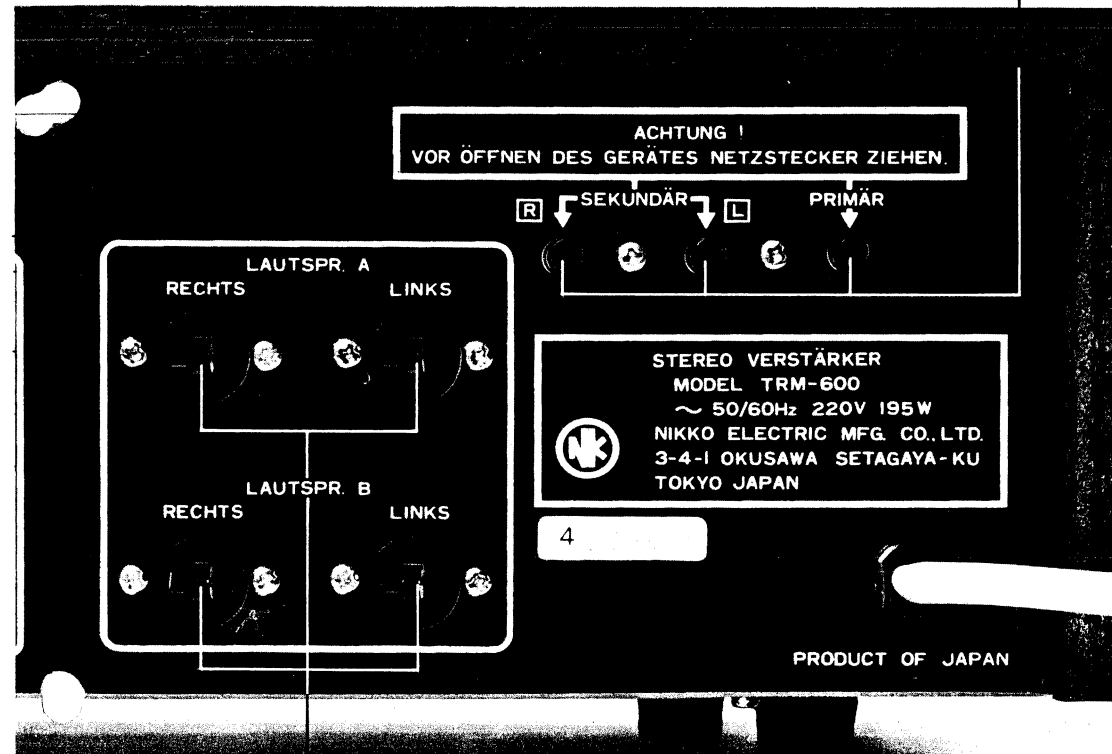 ACHTUNG !
VOR ÖFFNEN DES GERÄTES NETZSTECKER ZIEHEN.
R SEKUNDÄR L PRIMÄR
LAUTSPR. A
RECHTS LINKS
STEREO VERSTÄRKER
MODEL TRM-600
~ 50/60Hz 220V 195W
NK
NIKKO ELECTRIC MFG. CO., LTD.
3-4-1 OKUSAWA SETAGAYA-KU
TOKYO JAPAN
LAUTSPR. B
RECHTS LINKS
4
PRODUCT OF JAPAN